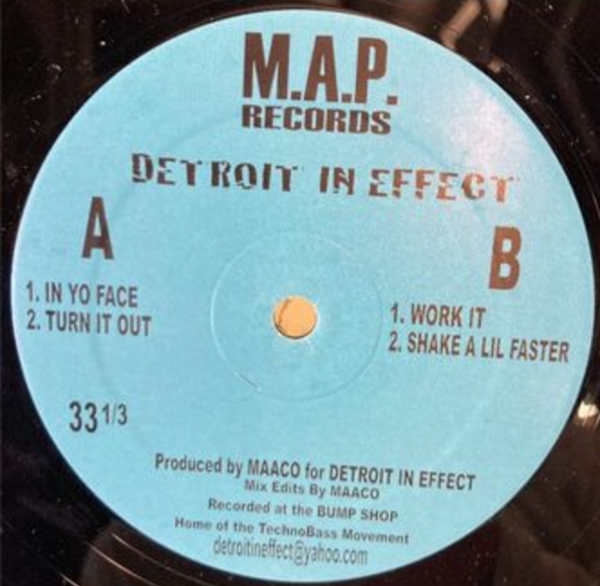 M.A.P.
RECORDS
DETROIT IN EFFECT
A
1. IN YO FACE
2. TURN IT OUT
B
1. WORK IT
2. SHAKE A LIL FASTER
33 1/3
Produced by MAACO for DETROIT IN EFFECT
Mix Edits By MAACO
Recorded at the BUMP SHOP
Home of the TechnoBass Movement
detroitineffect@yahoo.com